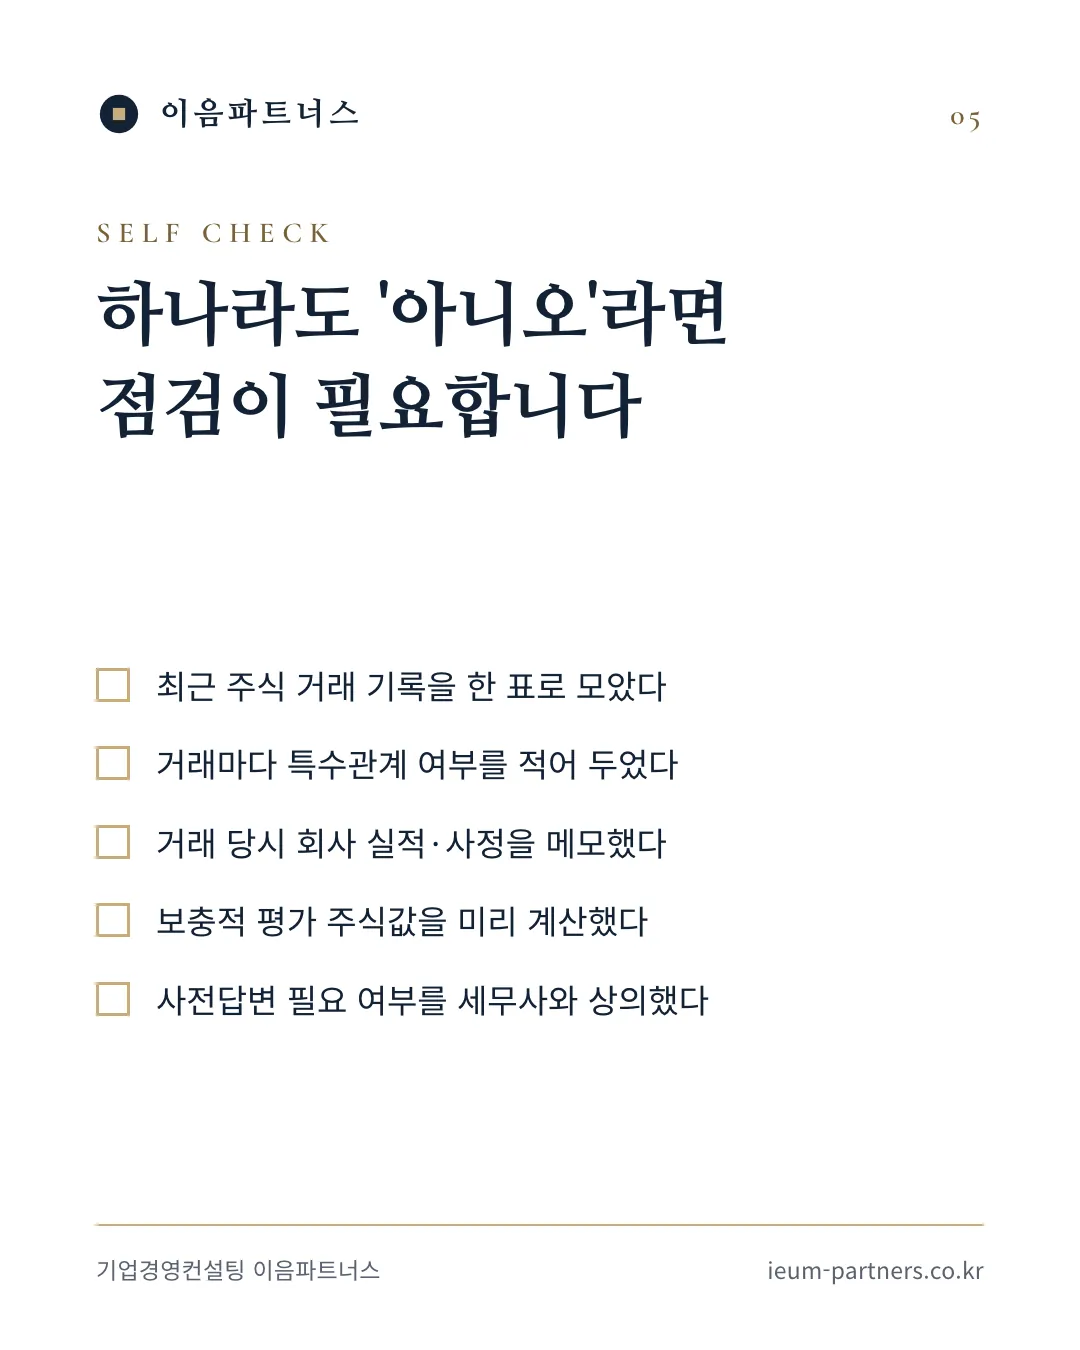 이음파트너스
05
SELF CHECK
하나라도 '아니오'라면
점검이 필요합니다
최근 주식 거래 기록을 한 표로 모았다
거래마다 특수관계 여부를 적어 두었다
거래 당시 회사 실적·사정을 메모했다
보충적 평가 주식값을 미리 계산했다
사전답변 필요 여부를 세무사와 상의했다
기업경영컨설팅 이음파트너스
ieum-partners.co.kr